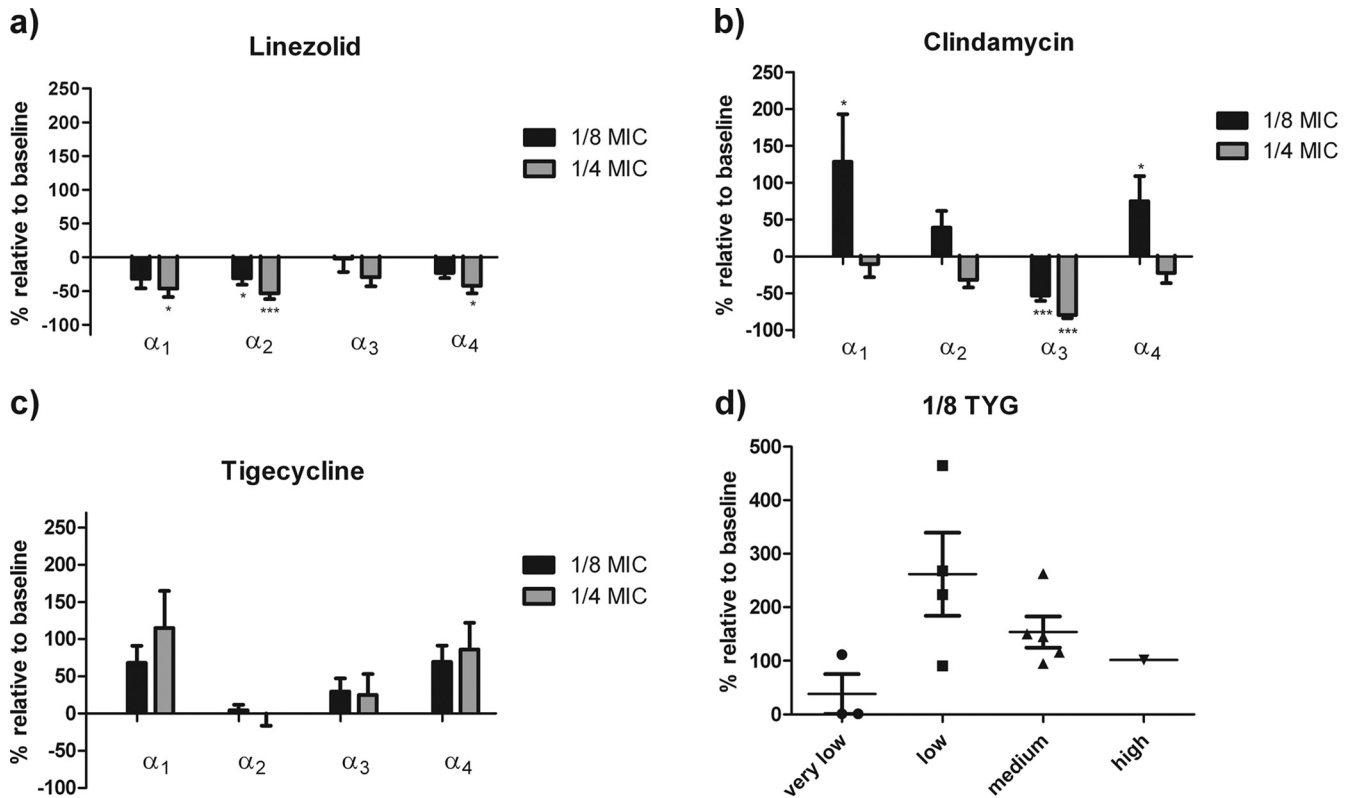 a)
Linezolid
% relative to baseline
250
200
150
100
50
0
-50
-100
1/8 MIC
1/4 MIC
*
*
***
*
α1
α2
α3
α4
b)
Clindamycin
% relative to baseline
250
200
150
100
50
0
-50
-100
1/8 MIC
1/4 MIC
*
*
***
***
α1
α2
α3
α4
c)
Tigecycline
% relative to baseline
250
200
150
100
50
0
-50
-100
1/8 MIC
1/4 MIC
α1
α2
α3
α4
d)
1/8 TYG
% relative to baseline
500
400
300
200
100
0
very low
low
medium
high